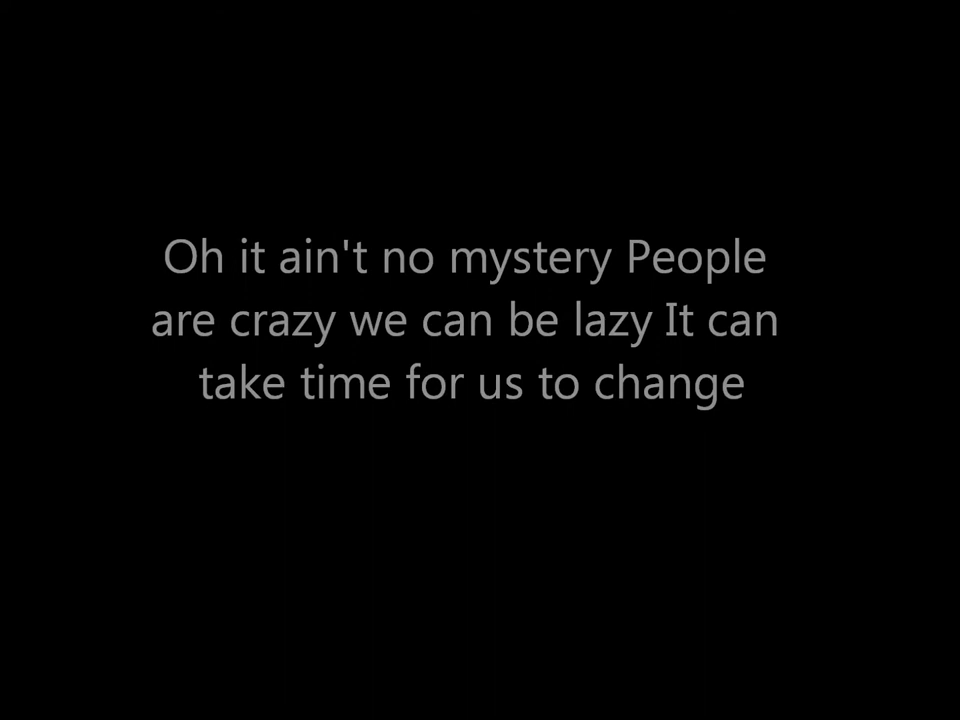 Oh it ain't no mystery People
are crazy we can be lazy It can
take time for us to change